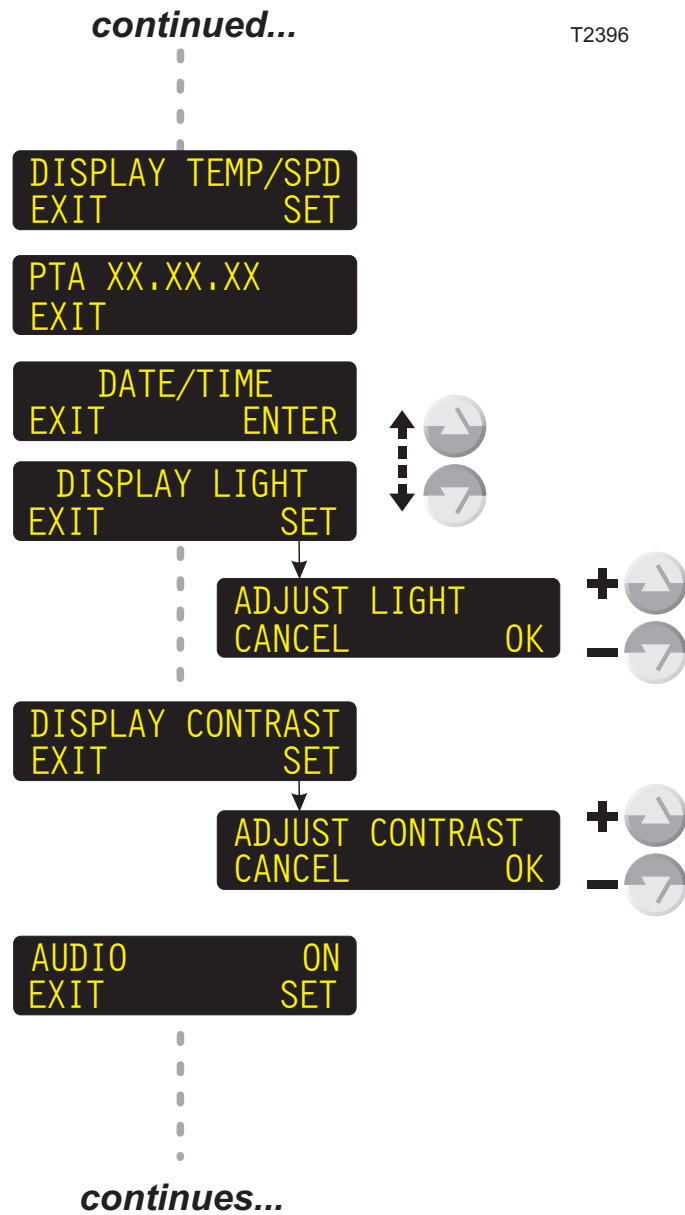 continued...
T2396
DISPLAY TEMP/SPD
EXIT SET
PTA XX.XX.XX
EXIT
DATE/TIME
EXIT ENTER
DISPLAY LIGHT
EXIT SET
ADJUST LIGHT
CANCEL OK
+
–
DISPLAY CONTRAST
EXIT SET
ADJUST CONTRAST
CANCEL OK
+
–
AUDIO ON
EXIT SET
continues...